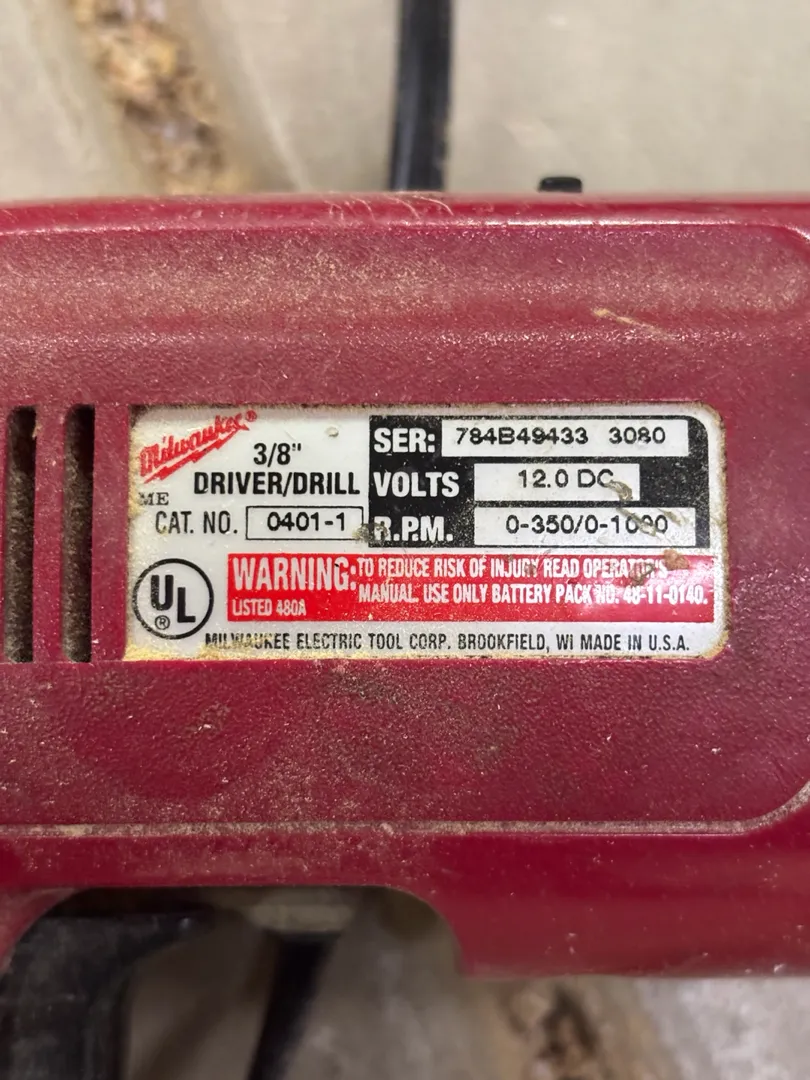 Milwaukee®
3/8"
DRIVER/DRILL
ME
CAT. NO. 0401-1
SER: 784B49433 3080
VOLTS 12.0 DC
R.P.M. 0-350/0-1000
UL
®
WARNING: TO REDUCE RISK OF INJURY READ OPERATOR'S
MANUAL. USE ONLY BATTERY PACK NO. 48-11-0140.
LISTED 480A
MILWAUKEE ELECTRIC TOOL CORP. BROOKFIELD, WI MADE IN U.S.A.